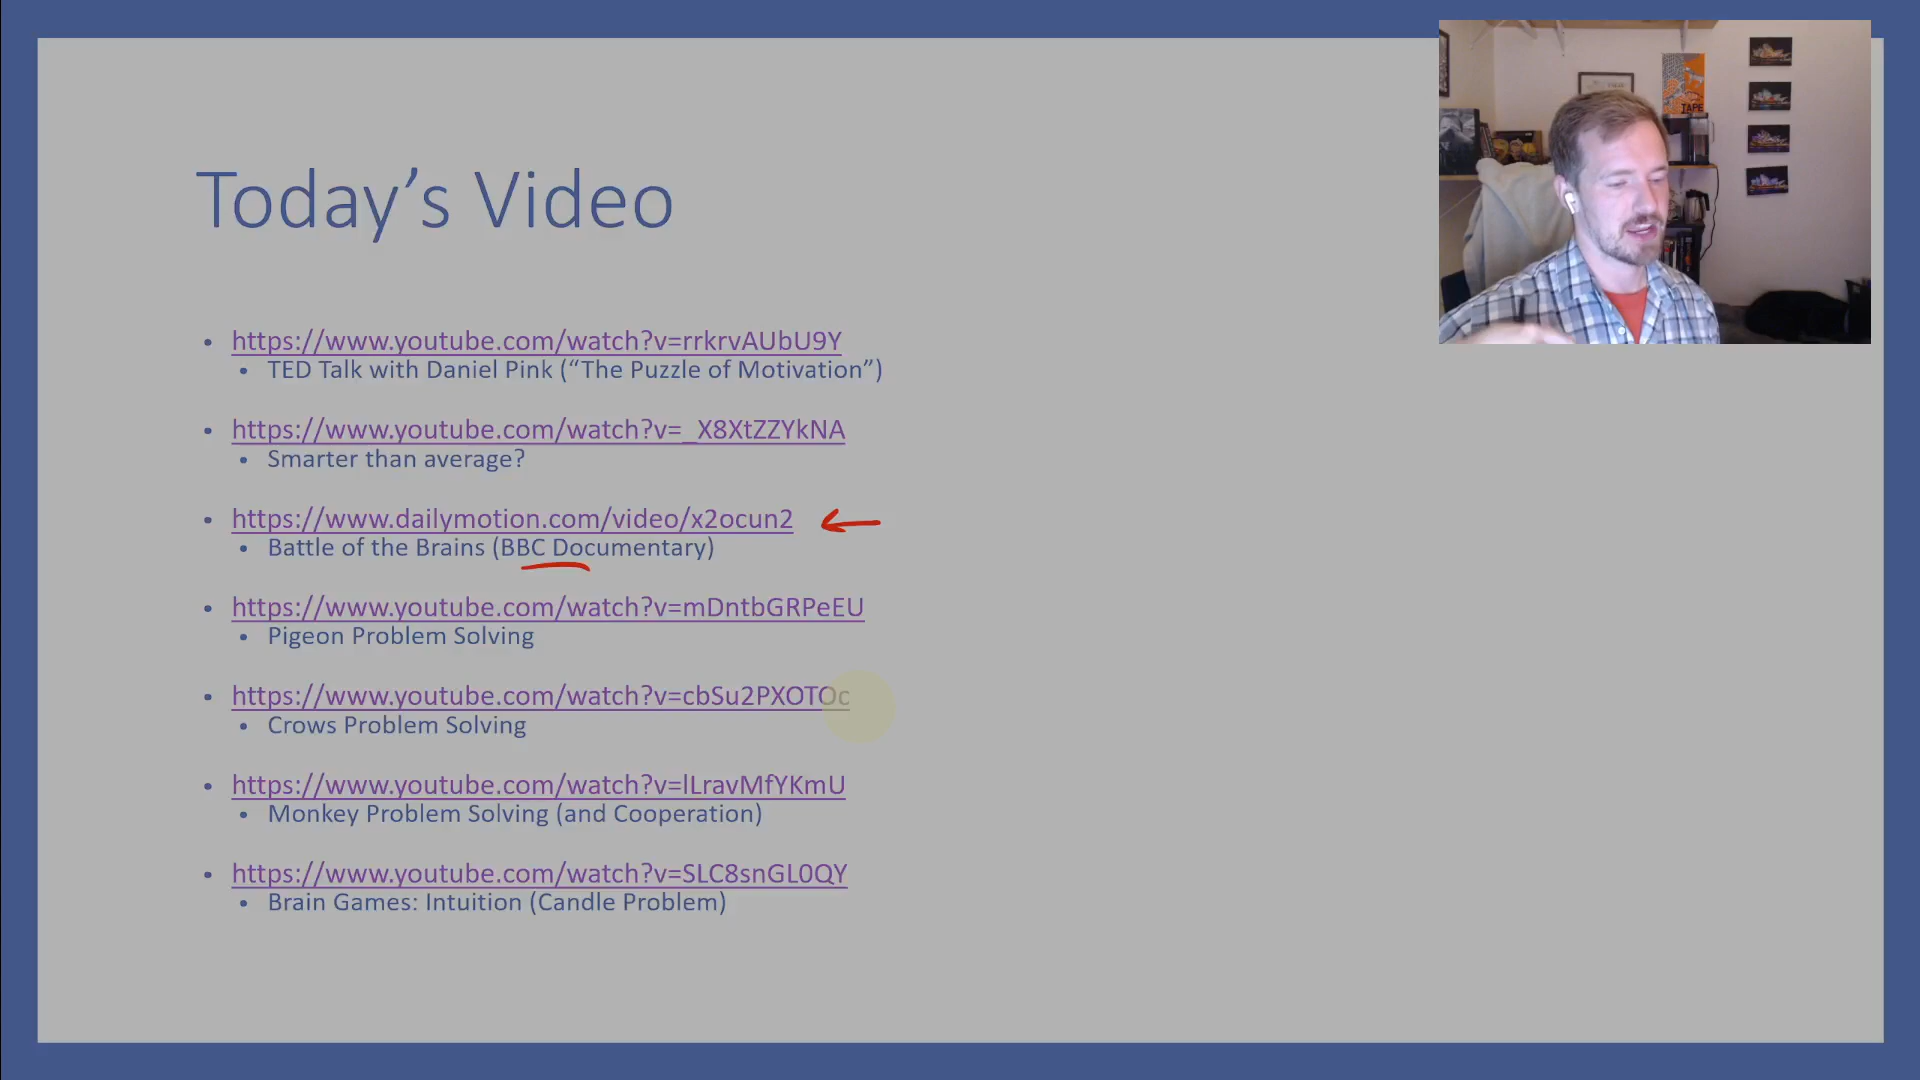 Today’s Video
• https://www.youtube.com/watch?v=rrkrvAUbU9Y
• TED Talk with Daniel Pink (“The Puzzle of Motivation”)
• https://www.youtube.com/watch?v=_X8XtZZYkNA
• Smarter than average?
• https://www.dailymotion.com/video/x2ocun2
• Battle of the Brains (BBC Documentary)
• https://www.youtube.com/watch?v=mDntbGRPeEU
• Pigeon Problem Solving
• https://www.youtube.com/watch?v=cbSu2PXOTOc
• Crows Problem Solving
• https://www.youtube.com/watch?v=lLravMfYKmU
• Monkey Problem Solving (and Cooperation)
• https://www.youtube.com/watch?v=SLC8snGL0QY
• Brain Games: Intuition (Candle Problem)
TAPE